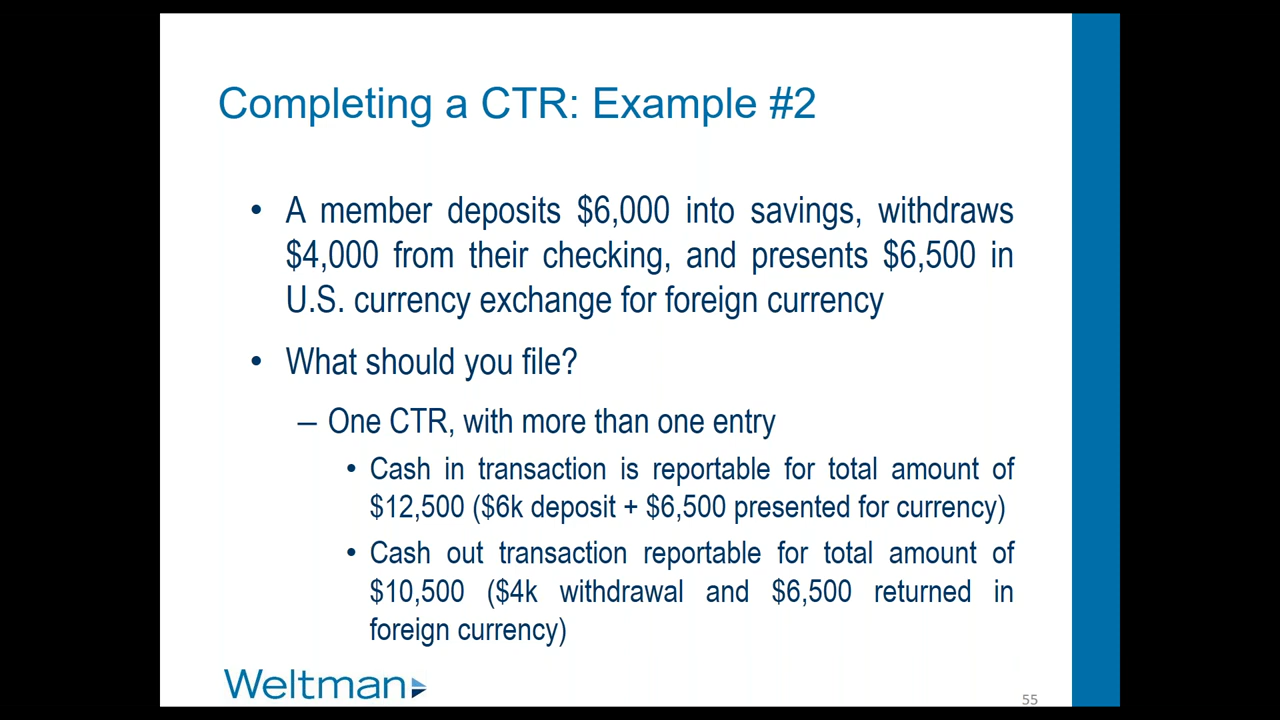 Completing a CTR: Example #2
• A member deposits $6,000 into savings, withdraws
$4,000 from their checking, and presents $6,500 in
U.S. currency exchange for foreign currency
• What should you file?
– One CTR, with more than one entry
• Cash in transaction is reportable for total amount of
$12,500 ($6k deposit + $6,500 presented for currency)
• Cash out transaction reportable for total amount of
$10,500 ($4k withdrawal and $6,500 returned in
foreign currency)
Weltman
55